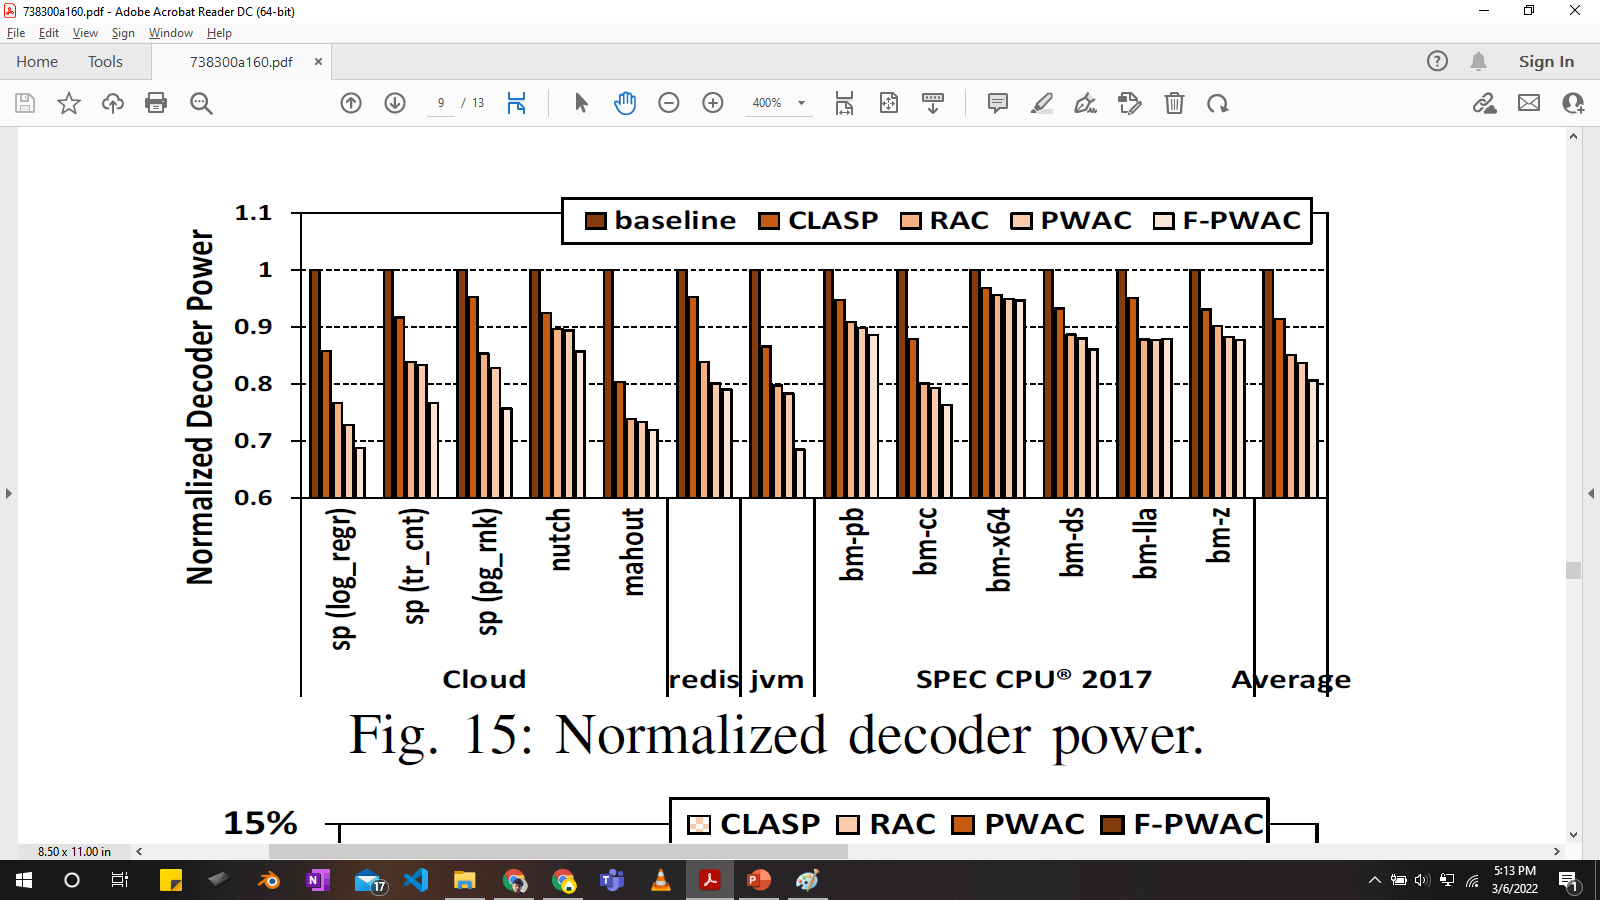 738300a160.pdf - Adobe Acrobat Reader DC (64-bit)
File Edit View Sign Window Help
Home Tools 738300a160.pdf × Sign In
9 / 13 400%
1.1
1
0.9
0.8
0.7
0.6
Normalized Decoder Power
baseline CLASP RAC PWAC F-PWAC
sp (log_regr)
sp (tr_cnt)
sp (pg_rnk)
nutch
mahout
bm-pb
bm-cc
bm-x64
bm-ds
bm-lla
bm-z
Cloud redis jvm SPEC CPU® 2017 Average
Fig. 15: Normalized decoder power.
15%
CLASP RAC PWAC F-PWAC
8.50 x 11.00 in
17
5:13 PM
3/6/2022
1